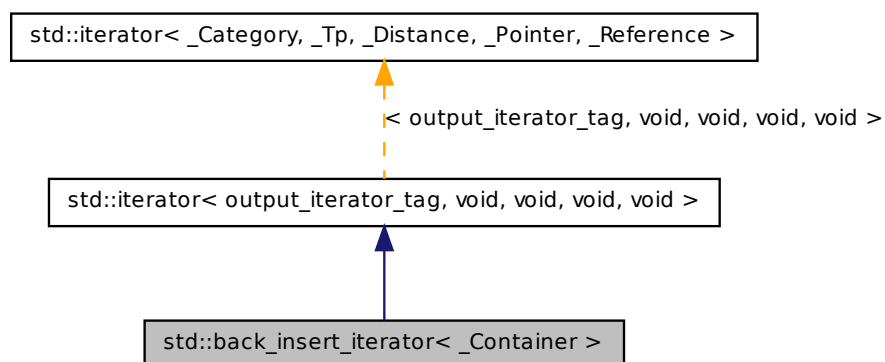 std::iterator< _Category, _Tp, _Distance, _Pointer, _Reference >
< output_iterator_tag, void, void, void, void >
std::iterator< output_iterator_tag, void, void, void, void >
std::back_insert_iterator< _Container >